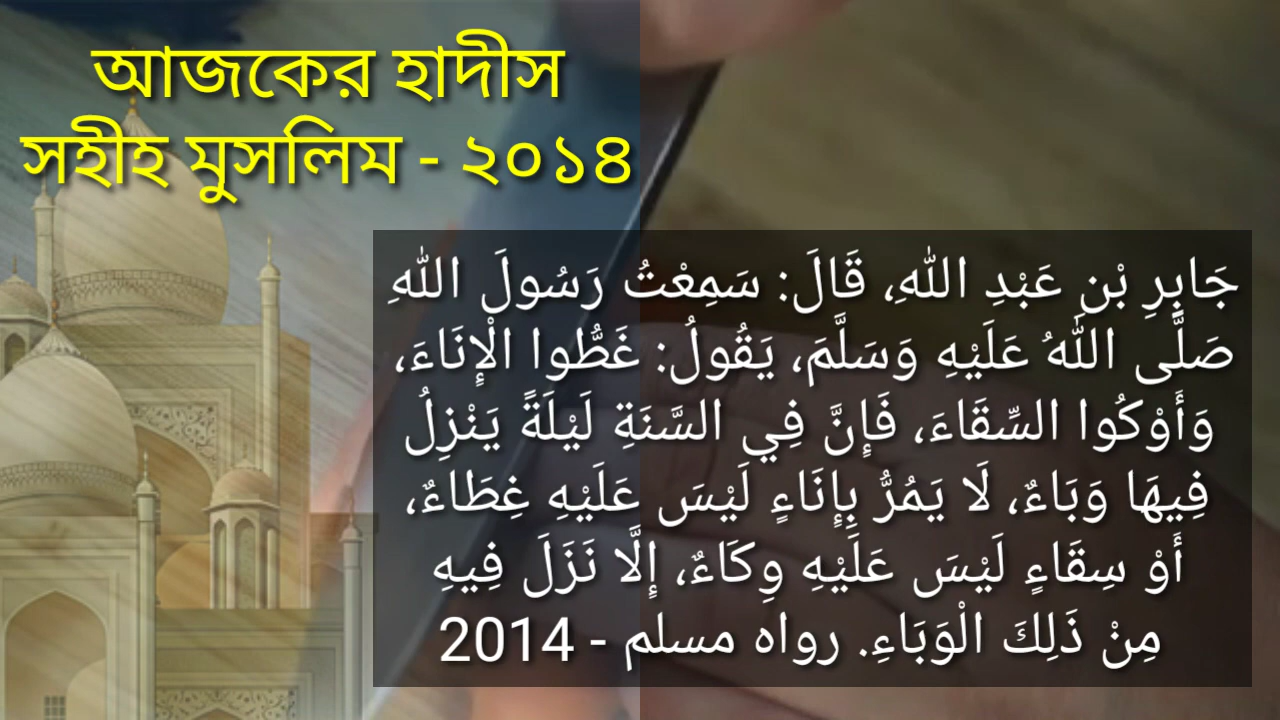 আজকের হাদীস
সহীহ মুসলিম - ২০১৪
جَابِرِ بْنِ عَبْدِ اللهِ، قَالَ: سَمِعْتُ رَسُولَ اللهِ
صَلَّى اللهُ عَلَيْهِ وَسَلَّمَ، يَقُولُ: غَطُّوا الْإِنَاءَ،
وَأَوْكُوا السِّقَاءَ، فَإِنَّ فِي السَّنَةِ لَيْلَةً يَنْزِلُ
فِيهَا وَبَاءٌ، لَا يَمُرُّ بِإِنَاءٍ لَيْسَ عَلَيْهِ غِطَاءٌ،
أَوْ سِقَاءٍ لَيْسَ عَلَيْهِ وِكَاءٌ، إِلَّا نَزَلَ فِيهِ
مِنْ ذَلِكَ الْوَبَاءِ. رواه مسلم - 2014